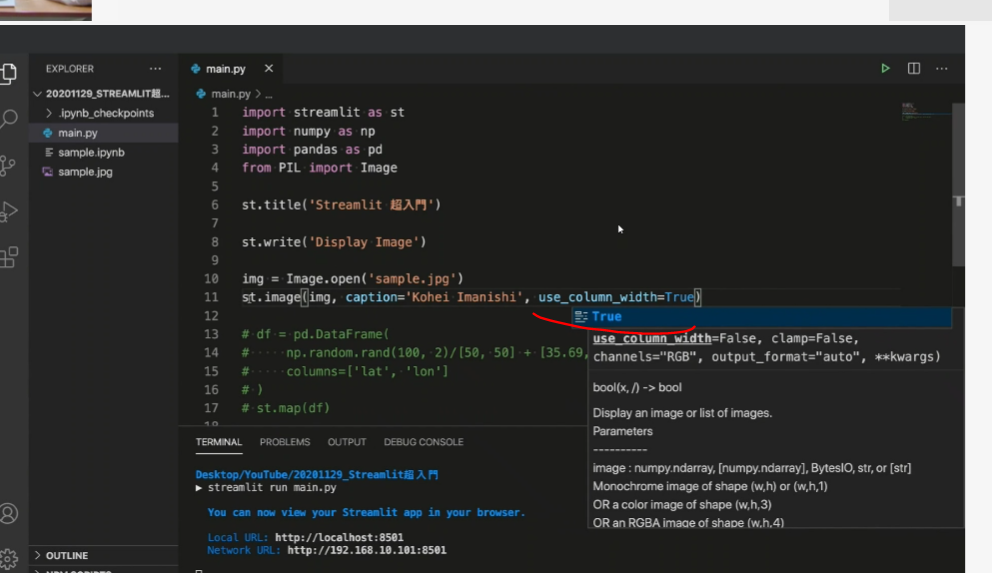 EXPLORER
20201129_STREAMLIT超...
.ipynb_checkpoints
main.py
sample.ipynb
sample.jpg
OUTLINE
main.py
main.py > ...
1 import streamlit as st
2 import numpy as np
3 import pandas as pd
4 from PIL import Image
5
6 st.title('Streamlit 超入門')
7
8 st.write('Display Image')
9
10 img = Image.open('sample.jpg')
11 st.image(img, caption='Kohei Imanishi', use_column_width=True)
12
13 # df = pd.DataFrame(
14 #     np.random.rand(100, 2)/[50, 50] + [35.69,
15 #     columns=['lat', 'lon']
16 # )
17 # st.map(df)
18
True
use_column_width=False, clamp=False,
channels="RGB", output_format="auto", **kwargs)
bool(x, /) -> bool
Display an image or list of images.
Parameters
----------
image : numpy.ndarray, [numpy.ndarray], BytesIO, str, or [str]
Monochrome image of shape (w,h) or (w,h,1)
OR a color image of shape (w,h,3)
OR an RGBA image of shape (w,h,4)
TERMINAL PROBLEMS OUTPUT DEBUG CONSOLE
Desktop/YouTube/20201129_Streamlit超入門
▶ streamlit run main.py
You can now view your Streamlit app in your browser.
Local URL: http://localhost:8501
Network URL: http://192.168.10.101:8501